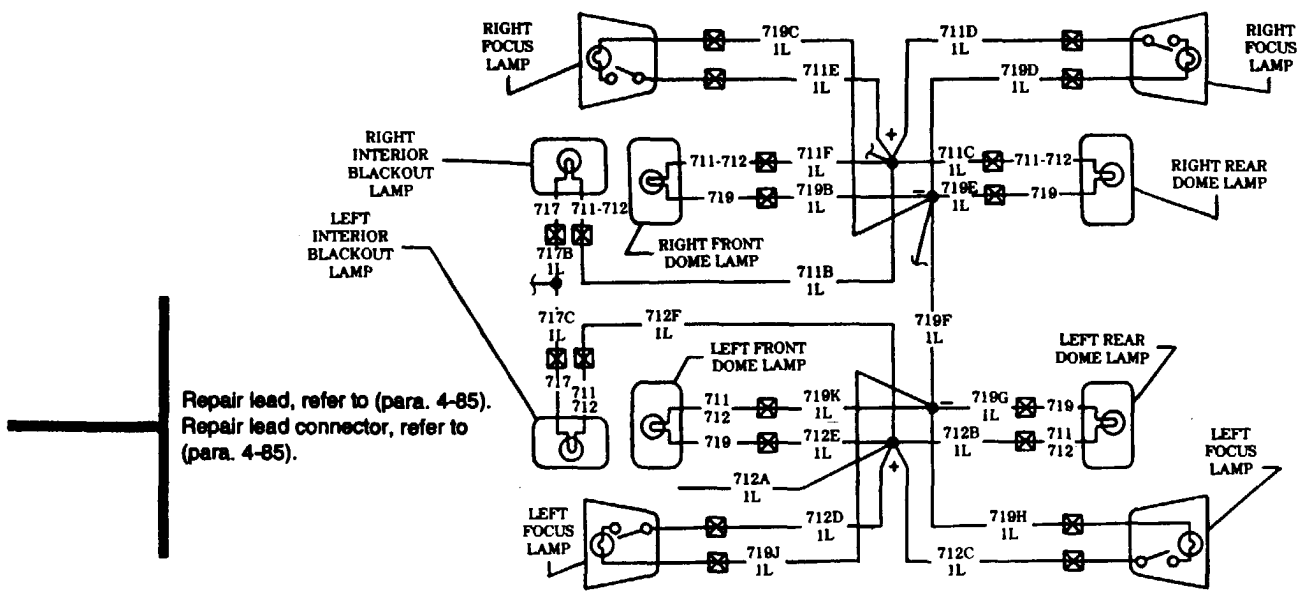 RIGHT
FOCUS
LAMP
719C
1L
711E
1L
711D
1L
719D
1L
RIGHT
FOCUS
LAMP
+
RIGHT
INTERIOR
BLACKOUT
LAMP
711-712
719
711F
1L
719B
1L
711C
1L
719E
1L
−
711-712
719
RIGHT REAR
DOME LAMP
717
711-712
RIGHT FRONT
DOME LAMP
LEFT
INTERIOR
BLACKOUT
LAMP
717B
1L
711B
1L
717C
1L
712F
1L
719F
1L
LEFT FRONT
DOME LAMP
LEFT REAR
DOME LAMP
717
711
712
711
712
719
719K
1L
712E
1L
−
719G
1L
712B
1L
719
711
712
Repair lead, refer to (para. 4-85).
Repair lead connector, refer to
(para. 4-85).
+
712A
1L
LEFT
FOCUS
LAMP
LEFT
FOCUS
LAMP
712D
1L
719J
1L
719H
1L
712C
1L